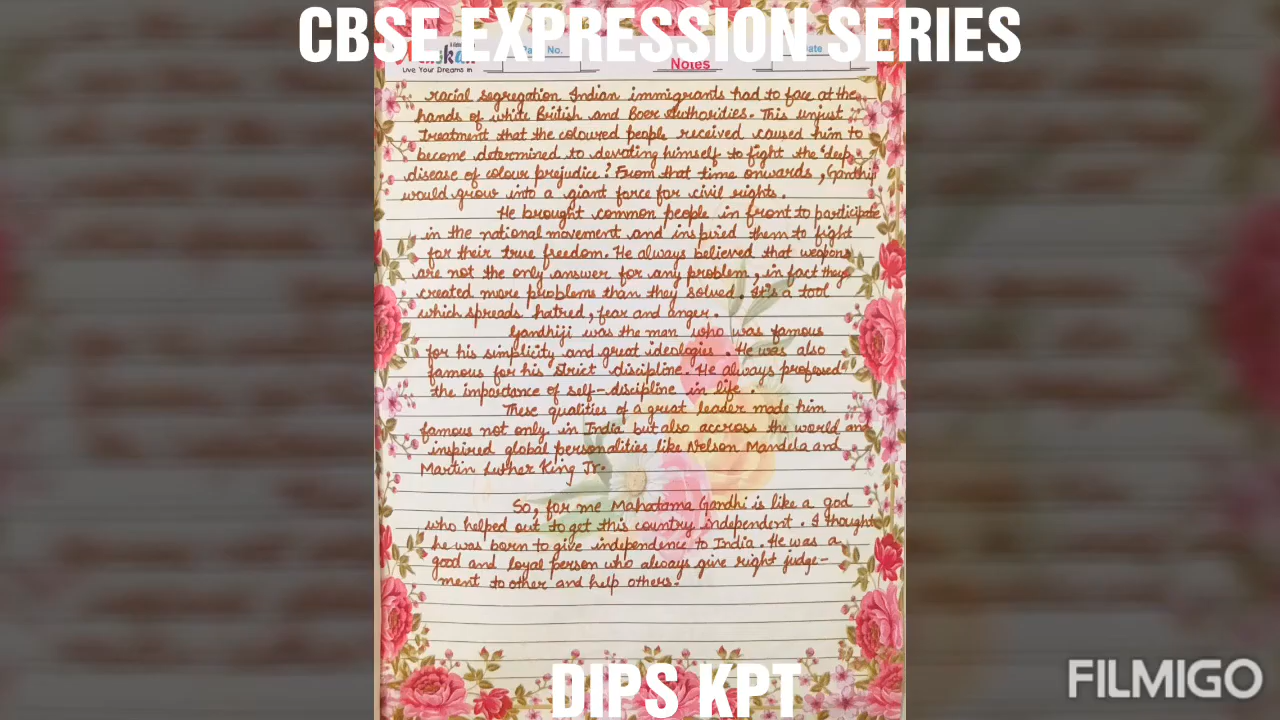 CBSE EXPRESSION SERIES
Page No.
Date
Live Your Dreams in
Notes
racial segregation Indian immigrants had to face at the
hands of white British and Boer authorities. This unjust
treatment that the coloured people received caused him to
become determined to devoting himself to fight the 'deep
disease of colour prejudice'. From that time onwards, Gandhiji
would grow into a giant force for civil rights.
He brought common people in front to participate
in the national movement and inspired them to fight
for their true freedom. He always believed that weapons
are not the only answer for any problem, in fact they
created more problems than they solved. It's a tool
which spreads hatred, fear and anger.
Gandhiji was the man who was famous
for his simplicity and great ideologies. He was also
famous for his strict discipline. He always professed
the importance of self-discipline in life.
These qualities of a great leader made him
famous not only in India but also accross the world and
inspired global personalities like Nelson Mandela and
Martin Luther King Jr.
So, for me Mahatama Gandhi is like a god
who helped out to get this country independent. I thought
he was born to give independence to India. He was a
good and loyal person who always give right judge-
ment to other and help others.
DIPS KPT
FILMIGO